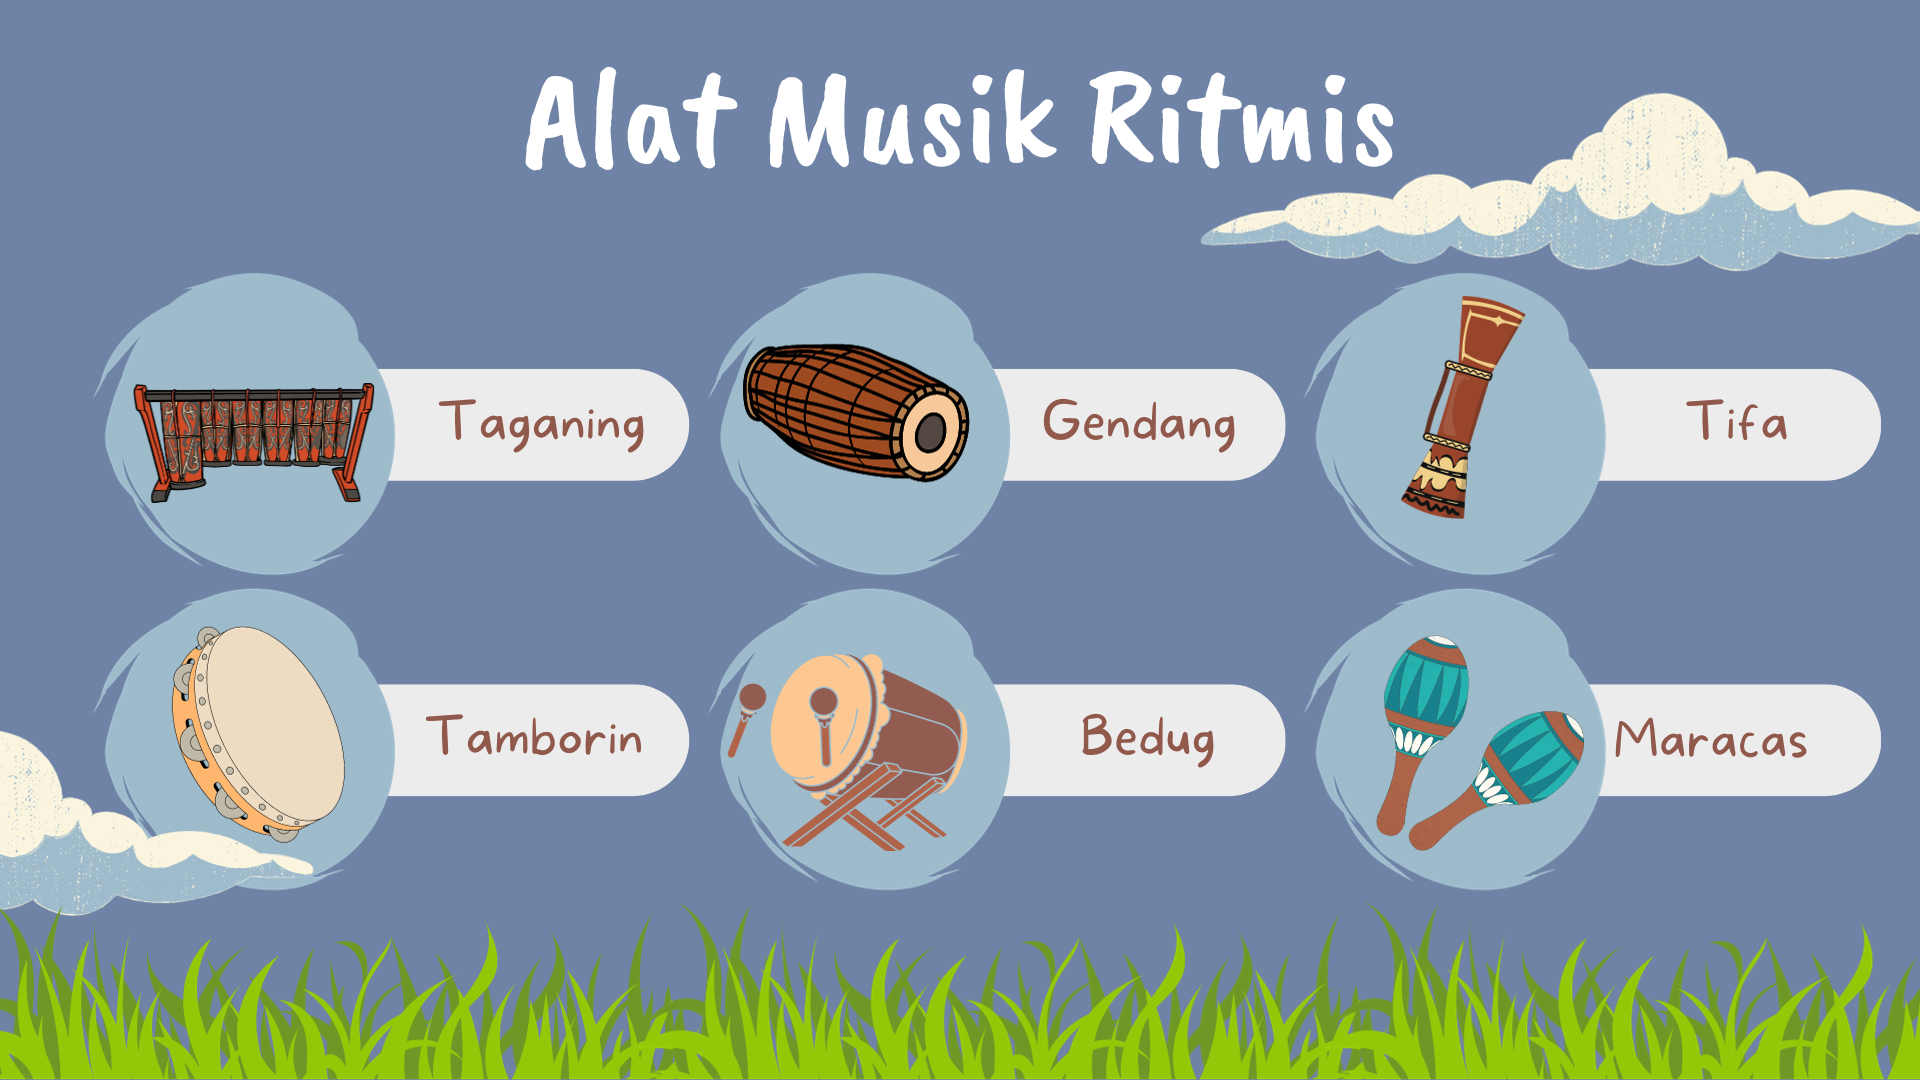 Alat Musik Ritmis
Taganing
Gendang
Tifa
Tamborin
Bedug
Maracas